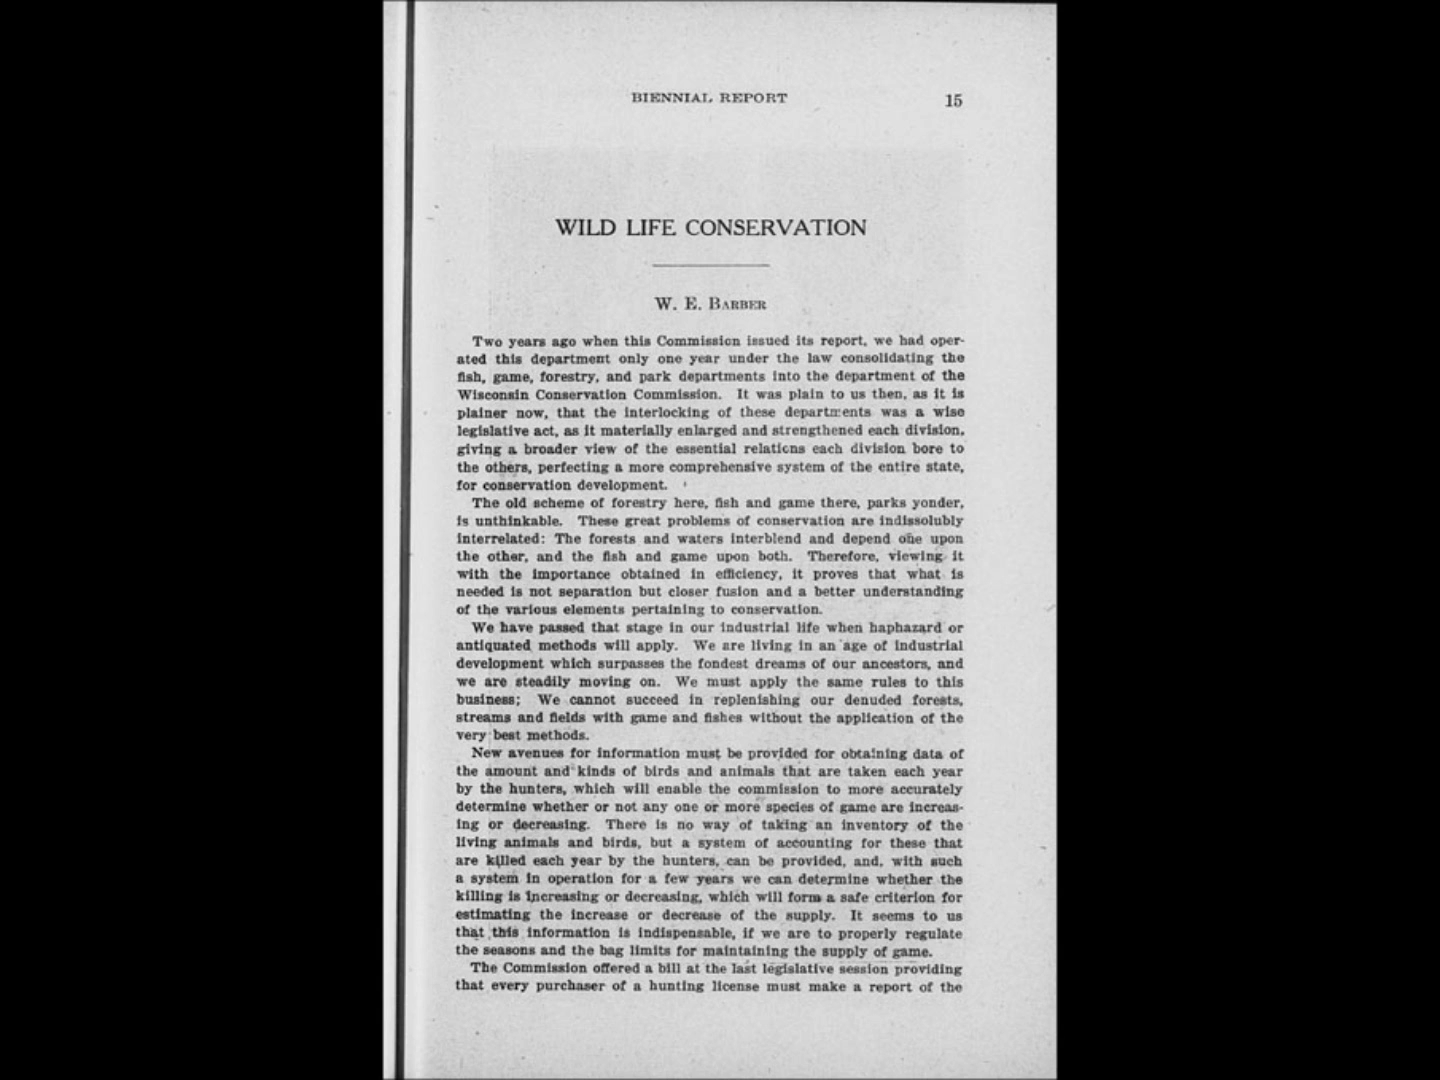 BIENNIAL REPORT 15
WILD LIFE CONSERVATION
W. E. BARBER
Two years ago when this Commission issued its report, we had oper-
ated this department only one year under the law consolidating the
fish, game, forestry, and park departments into the department of the
Wisconsin Conservation Commission. It was plain to us then, as it is
plainer now, that the interlocking of these departments was a wise
legislative act, as it materially enlarged and strengthened each division,
giving a broader view of the essential relations each division bore to
the others, perfecting a more comprehensive system of the entire state,
for conservation development.
The old scheme of forestry here, fish and game there, parks yonder,
is unthinkable. These great problems of conservation are indissolubly
interrelated: The forests and waters interblend and depend one upon
the other, and the fish and game upon both. Therefore, viewing it
with the importance obtained in efficiency, it proves that what is
needed is not separation but closer fusion and a better understanding
of the various elements pertaining to conservation.
We have passed that stage in our industrial life when haphazard or
antiquated methods will apply. We are living in an age of industrial
development which surpasses the fondest dreams of our ancestors, and
we are steadily moving on. We must apply the same rules to this
business; We cannot succeed in replenishing our denuded forests,
streams and fields with game and fishes without the application of the
very best methods.
New avenues for information must be provided for obtaining data of
the amount and kinds of birds and animals that are taken each year
by the hunters, which will enable the commission to more accurately
determine whether or not any one or more species of game are increas-
ing or decreasing. There is no way of taking an inventory of the
living animals and birds, but a system of accounting for these that
are killed each year by the hunters, can be provided, and, with such
a system in operation for a few years we can determine whether the
killing is increasing or decreasing, which will form a safe criterion for
estimating the increase or decrease of the supply. It seems to us
that this information is indispensable, if we are to properly regulate
the seasons and the bag limits for maintaining the supply of game.
The Commission offered a bill at the last legislative session providing
that every purchaser of a hunting license must make a report of the